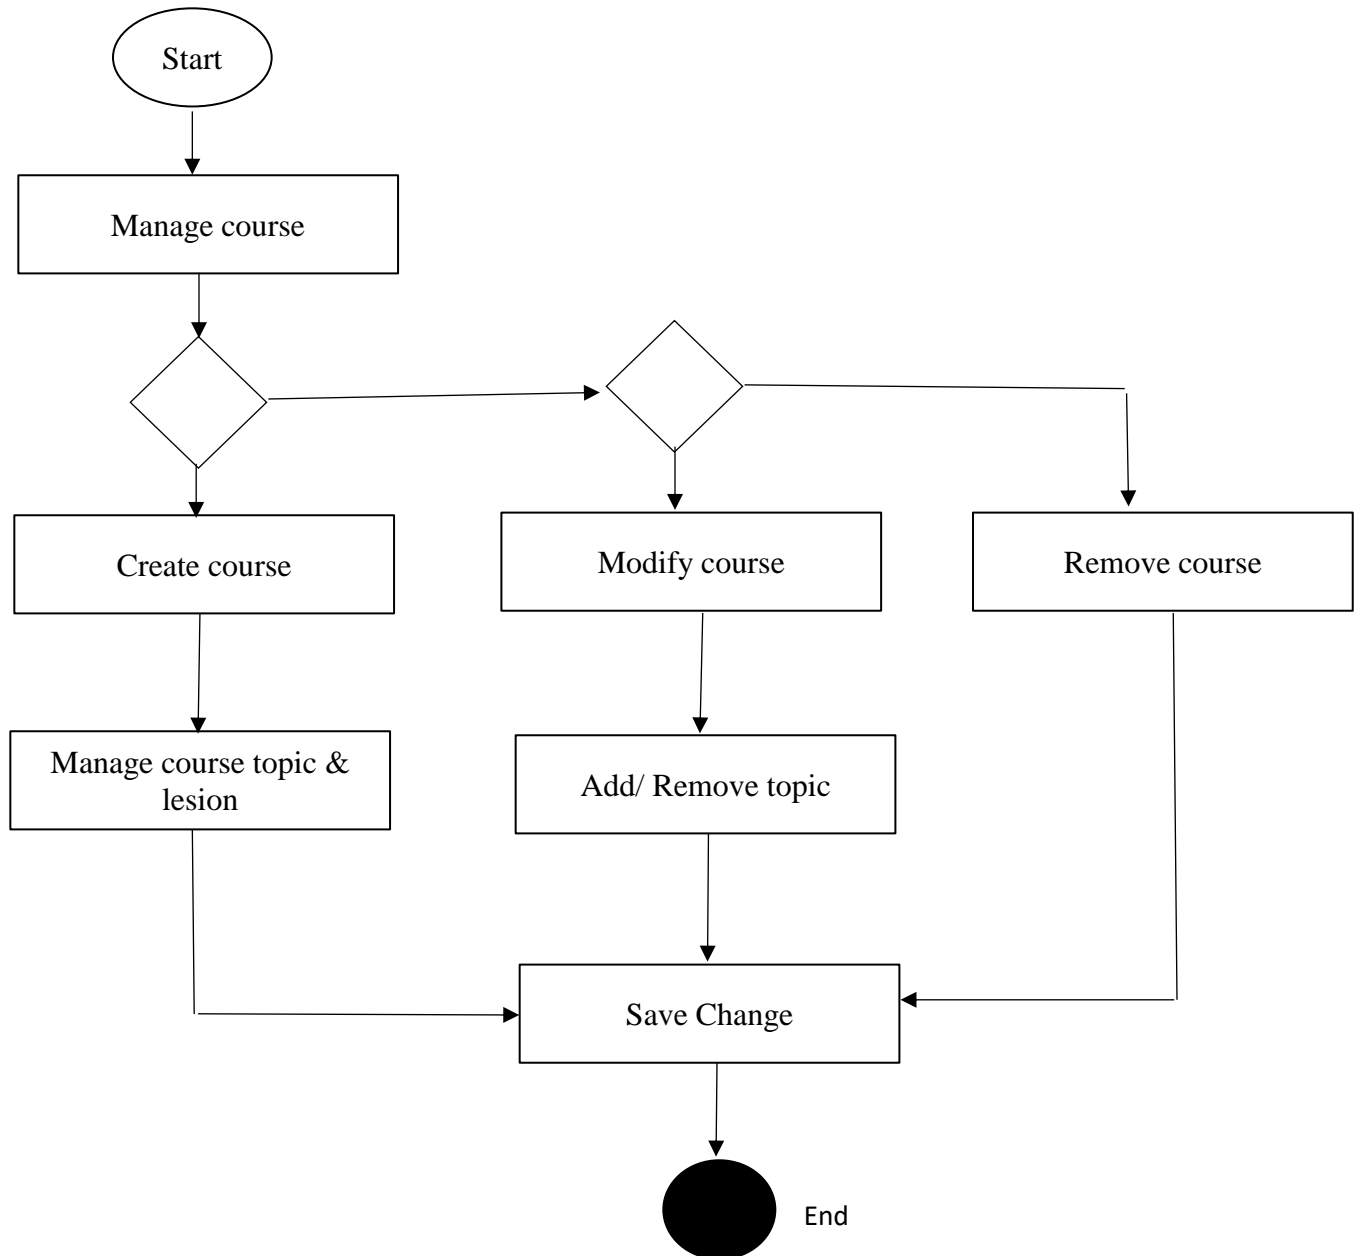 Start
Manage course
Create course
Modify course
Remove course
Manage course topic &
lesion
Add/ Remove topic
Save Change
End